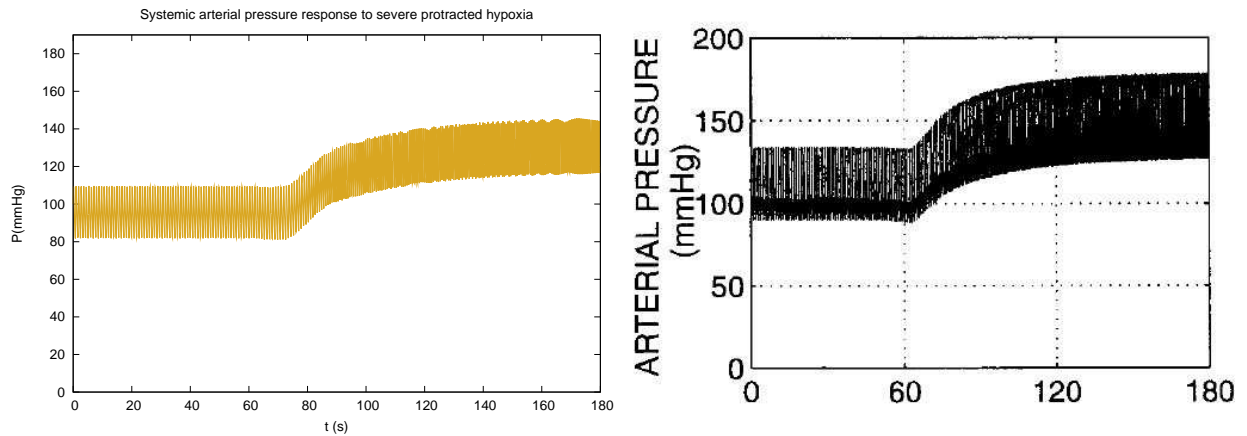 Systemic arterial pressure response to severe protracted hypoxia
P(mmHg)
180
160
140
120
100
80
60
40
20
0
0 20 40 60 80 100 120 140 160 180
t (s)
ARTERIAL PRESSURE
(mmHg)
200
150
100
50
0
0 60 120 180